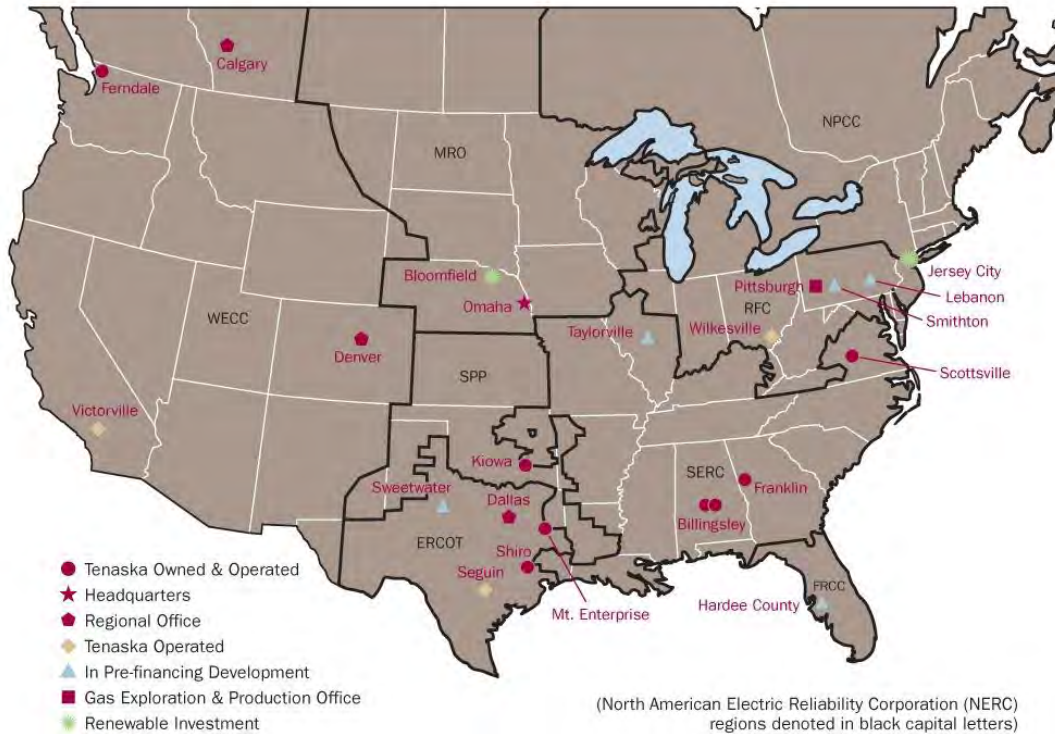 Calgary
Ferndale
NPCC
MRO
Bloomfield
Omaha
Jersey City
Pittsburgh
Lebanon
RFC
Smithton
WECC
Taylorville
Wilkesville
Denver
SPP
Scottsville
Victorville
Kiowa
SERC
Sweetwater
Franklin
Dallas
Billingsley
ERCOT
Shiro
Seguin
FRCC
Mt. Enterprise
Hardee County
Tenaska Owned & Operated
Headquarters
Regional Office
Tenaska Operated
In Pre-financing Development
Gas Exploration & Production Office
Renewable Investment
(North American Electric Reliability Corporation (NERC)
regions denoted in black capital letters)